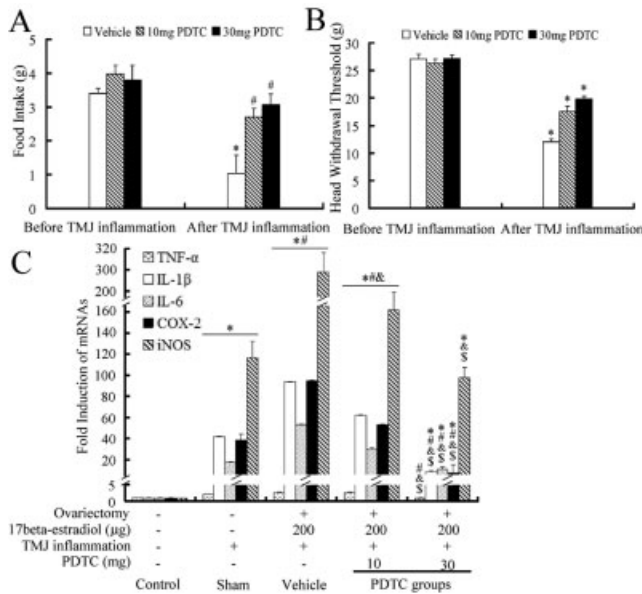 A
Vehicle 10mg PDTC 30mg PDTC
Food Intake (g)
5
4
3
2
1
0
*
#
#
Before TMJ inflammation After TMJ inflammation
B
Vehicle 10mg PDTC 30mg PDTC
Head Withdrawal Threshold (g)
35
30
25
20
15
10
5
0
*
*
*
Before TMJ inflammation After TMJ inflammation
C
TNF-α
IL-1β
IL-6
COX-2
iNOS
Fold Induction of mRNAs
320
300
200
120
100
80
60
40
20
5
0
*
*#
*#&
#&$
*#&$
*#&$
*#&$
*&$
Ovariectomy - - + + +
17beta-estradiol (μg) - - 200 200 200
TMJ inflammation - + + + +
PDTC (mg) - - - 10 30
Control Sham Vehicle PDTC groups